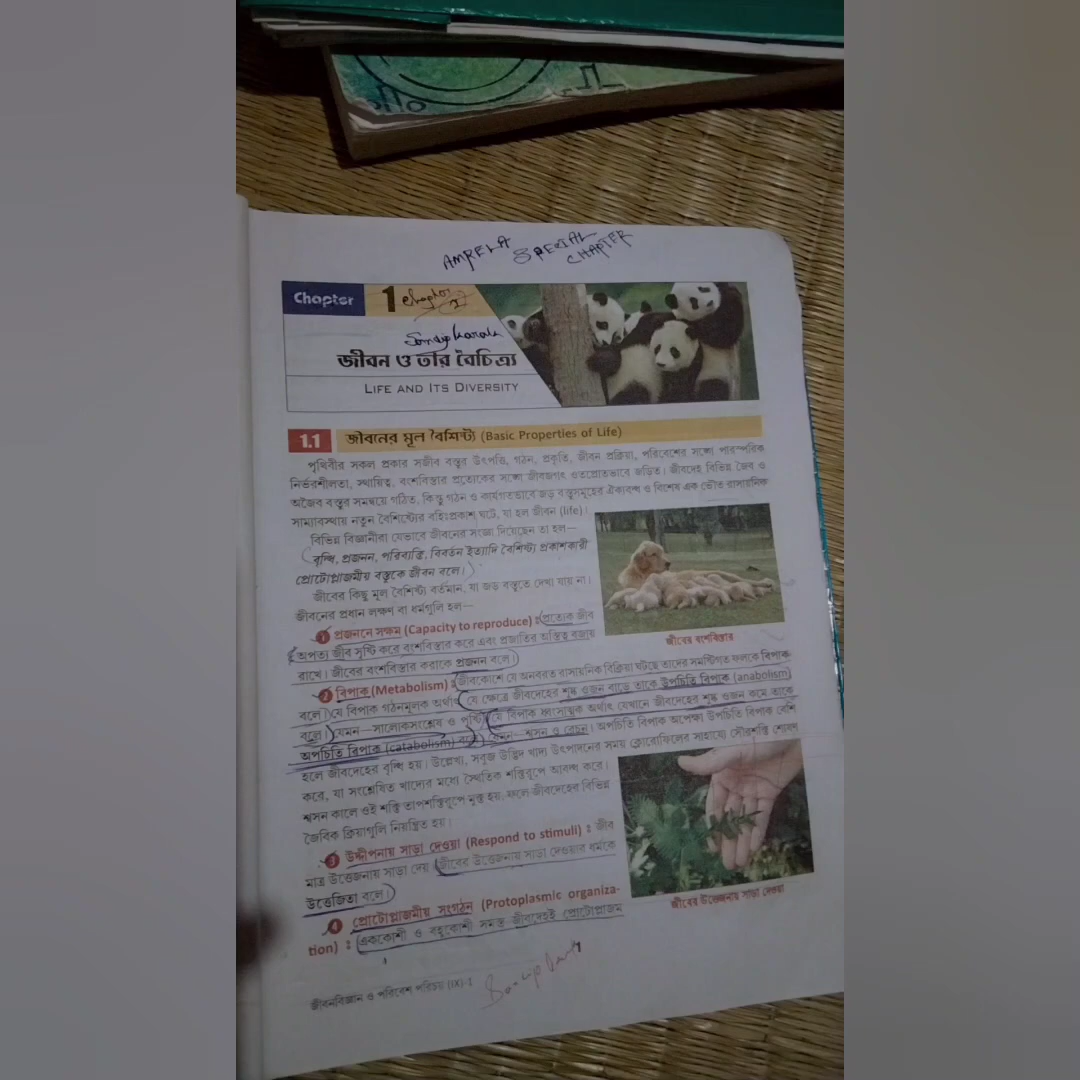 AMRELA SPECIAL CHAPTER
Chapter 1 Chapter
জীবন ও তার বৈচিত্র্য
LIFE AND ITS DIVERSITY
1.1 জীবনের মূল বৈশিষ্ট্য (Basic Properties of Life)
পৃথিবীর সকল প্রকার সজীব বস্তুর উৎপত্তি, গঠন, প্রকৃতি, জীবন প্রক্রিয়া, পরিবেশের সঙ্গে পারস্পরিক
নির্ভরশীলতা, স্থায়িত্ব, বংশবিস্তার প্রত্যেকের সঙ্গে জীবজগৎ ওতপ্রোতভাবে জড়িত। জীবদেহ বিভিন্ন জৈব ও
অজৈব বস্তুর সমন্বয়ে গঠিত, কিন্তু গঠন ও কার্যগতভাবে জড় বস্তুসমূহের ঐক্যবদ্ধ ও বিশেষ এক ভৌত রাসায়নিক
সাম্যাবস্থায় নতুন বৈশিষ্ট্যের বহিঃপ্রকাশ ঘটে, যা হল জীবন (life)।
বিভিন্ন বিজ্ঞানীরা যেভাবে জীবনের সংজ্ঞা দিয়েছেন তা হল—
বৃদ্ধি, প্রজনন, পরিব্যক্তি, বিবর্তন ইত্যাদি বৈশিষ্ট্য প্রকাশকারী
প্রোটোপ্লাজমীয় বস্তুকে জীবন বলে।
জীবের কিছু মূল বৈশিষ্ট্য বর্তমান, যা জড় বস্তুতে দেখা যায় না।
জীবনের প্রধান লক্ষণ বা ধর্মগুলি হল—
1 প্রজননে সক্ষম (Capacity to reproduce) : প্রত্যেক জীব
অপত্য জীব সৃষ্টি করে বংশবিস্তার করে এবং প্রজাতির অস্তিত্ব বজায়
রাখে। জীবের বংশবিস্তার করাকে প্রজনন বলে।
জীবের বংশবিস্তার
2 বিপাক (Metabolism) : জীবকোশে যে অনবরত রাসায়নিক বিক্রিয়া ঘটছে তাদের সমষ্টিগত ফলকে বিপাক
বলে। যে বিপাক গঠনমূলক অর্থাৎ যে ক্ষেত্রে জীবদেহের শুষ্ক ওজন বাড়ে তাকে উপচিতি বিপাক (anabolism)
বলে। যেমন—সালোকসংশ্লেষ ও পুষ্টি। যে বিপাক ধ্বংসাত্মক অর্থাৎ যেখানে জীবদেহের শুষ্ক ওজন কমে তাকে
অপচিতি বিপাক (catabolism) বলে। যেমন— শ্বসন ও রেচন। অপচিতি বিপাক অপেক্ষা উপচিতি বিপাক বেশি
হলে জীবদেহের বৃদ্ধি হয়। উল্লেখ্য, সবুজ উদ্ভিদ খাদ্য উৎপাদনের সময় ক্লোরোফিলের সাহায্যে সৌরশক্তি শোষণ
করে, যা সংশ্লেষিত খাদ্যের মধ্যে স্থৈতিক শক্তিরূপে আবদ্ধ করে।
শ্বসন কালে ওই শক্তি তাপশক্তিরূপে মুক্ত হয়, ফলে জীবদেহের বিভিন্ন
জৈবিক ক্রিয়াগুলি নিয়ন্ত্রিত হয়।
3 উদ্দীপনায় সাড়া দেওয়া (Respond to stimuli) : জীব
মাত্র উত্তেজনায় সাড়া দেয়। জীবের উত্তেজনায় সাড়া দেওয়ার ধর্মকে
উত্তেজিতা বলে।
জীবের উত্তেজনায় সাড়া দেওয়া
4 প্রোটোপ্লাজমীয় সংগঠন (Protoplasmic organiza-
tion) : এককোশী ও বহুকোশী সমস্ত জীবদেহই প্রোটোপ্লাজম
জীবনবিজ্ঞান ও পরিবেশ পরিচয় (IX)-1